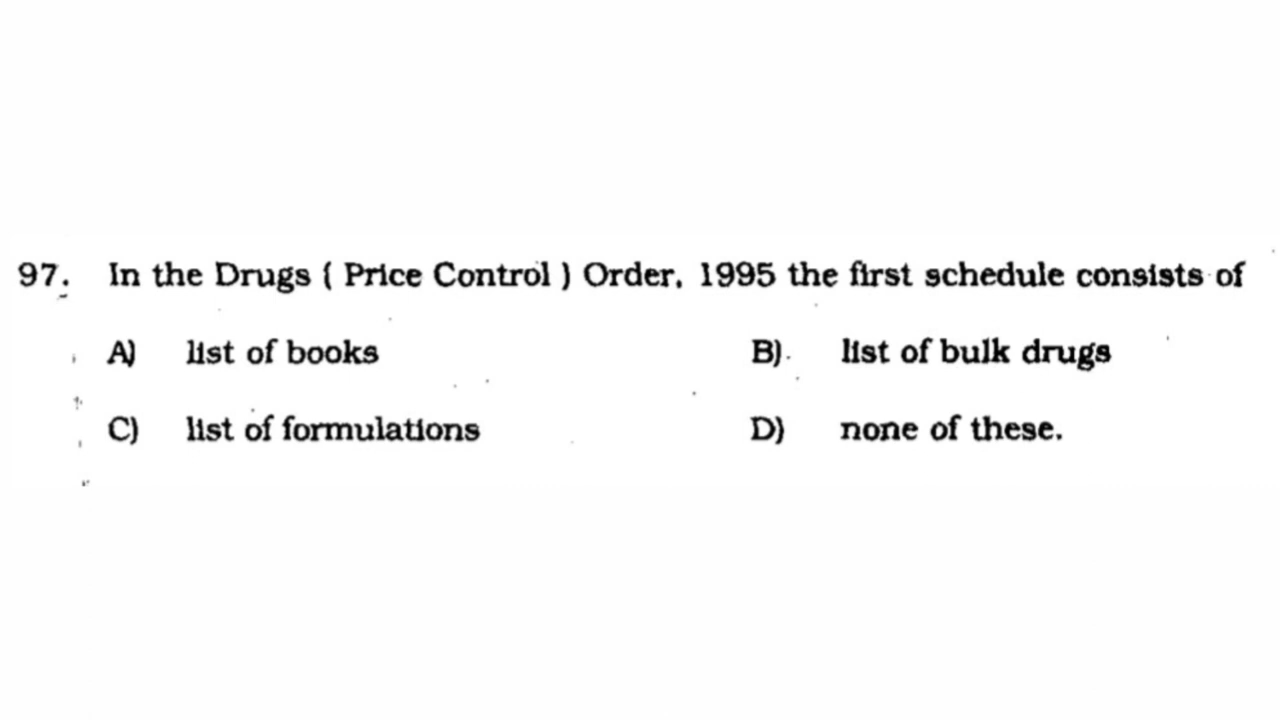 97. In the Drugs ( Price Control ) Order, 1995 the first schedule consists of
A) list of books B). list of bulk drugs
C) list of formulations D) none of these.